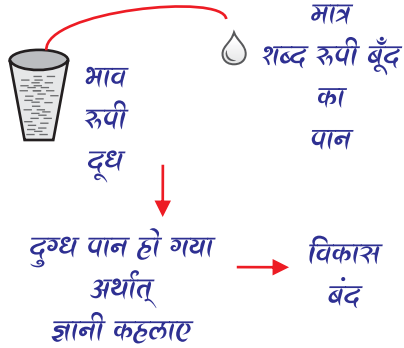 भाव
रुपी
दूध
मात्र
शब्द रुपी बूँद
का
पान
दुग्ध पान हो गया
अर्थात्
ज्ञानी कहलाए
विकास
बंद